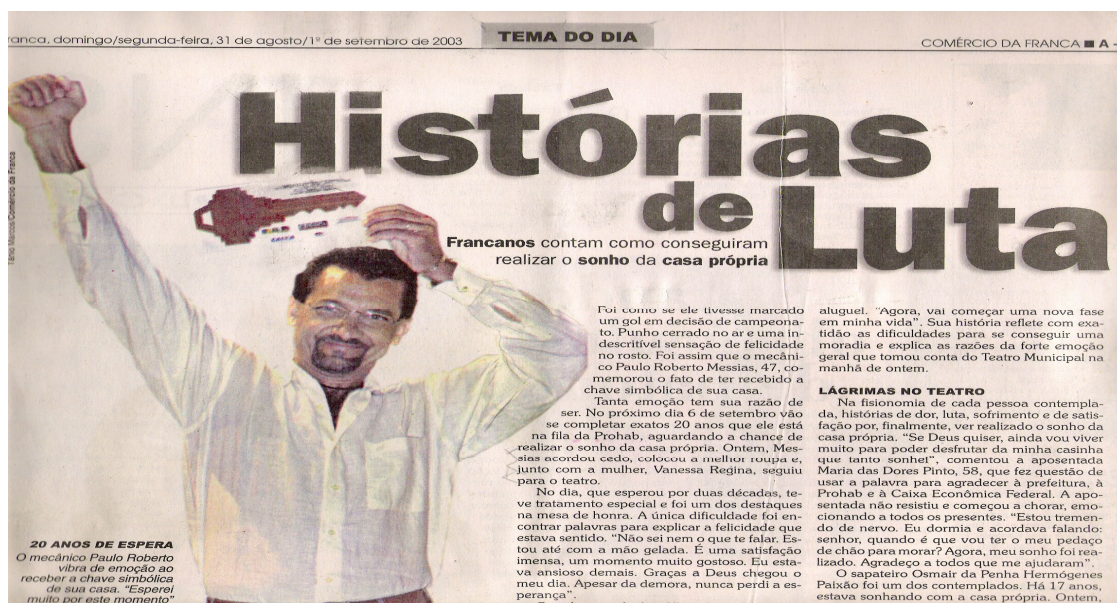 ranca, domingo/segunda-feira, 31 de agosto/1º de setembro de 2003
TEMA DO DIA
COMÉRCIO DA FRANCA ■ A -
Histórias
de Luta
Francanos contam como conseguiram
realizar o sonho da casa própria
Marcos/Comércio da Franca
CAIXA
20 ANOS DE ESPERA
O mecânico Paulo Roberto
vibra de emoção ao
receber a chave simbólica
de sua casa. "Esperei
muito por este momento"
Foi como se ele tivesse marcado
um gol em decisão de campeona-
to. Punho cerrado no ar e uma in-
descritível sensação de felicidade
no rosto. Foi assim que o mecâni-
co Paulo Roberto Messias, 47, co-
memorou o fato de ter recebido a
chave simbólica de sua casa.
Tanta emoção tem sua razão de
ser. No próximo dia 6 de setembro vão
se completar exatos 20 anos que ele está
na fila da Prohab, aguardando a chance de
realizar o sonho da casa própria. Ontem, Mes-
sias acordou cedo, colocou a melhor roupa e,
junto com a mulher, Vanessa Regina, seguiu
para o teatro.
No dia, que esperou por duas décadas, te-
ve tratamento especial e foi um dos destaques
na mesa de honra. A única dificuldade foi en-
contrar palavras para explicar a felicidade que
estava sentido. "Não sei nem o que te falar. Es-
tou até com a mão gelada. É uma satisfação
imensa, um momento muito gostoso. Eu esta-
va ansioso demais. Graças a Deus chegou o
meu dia. Apesar da demora, nunca perdi a es-
perança".
aluguel. "Agora, vai começar uma nova fase
em minha vida". Sua história reflete com exa-
tidão as dificuldades para se conseguir uma
moradia e explica as razões da forte emoção
geral que tomou conta do Teatro Municipal na
manhã de ontem.
LÁGRIMAS NO TEATRO
Na fisionomia de cada pessoa contempla-
da, histórias de dor, luta, sofrimento e de satis-
fação por, finalmente, ver realizado o sonho da
casa própria. "Se Deus quiser, ainda vou viver
muito para poder desfrutar da minha casinha
que tanto sonhei", comentou a aposentada
Maria das Dores Pinto, 58, que fez questão de
usar a palavra para agradecer à prefeitura, à
Prohab e à Caixa Econômica Federal. A apo-
sentada não resistiu e começou a chorar, emo-
cionando a todos os presentes. "Estou tremen-
do de nervo. Eu dormia e acordava falando:
senhor, quando é que vou ter o meu pedaço
de chão para morar? Agora, meu sonho foi rea-
lizado. Agradeço a todos que me ajudaram".
O sapateiro Osmair da Penha Hermógenes
Paixão foi um dos contemplados. Há 17 anos,
estava sonhando com a casa própria. Ontem,